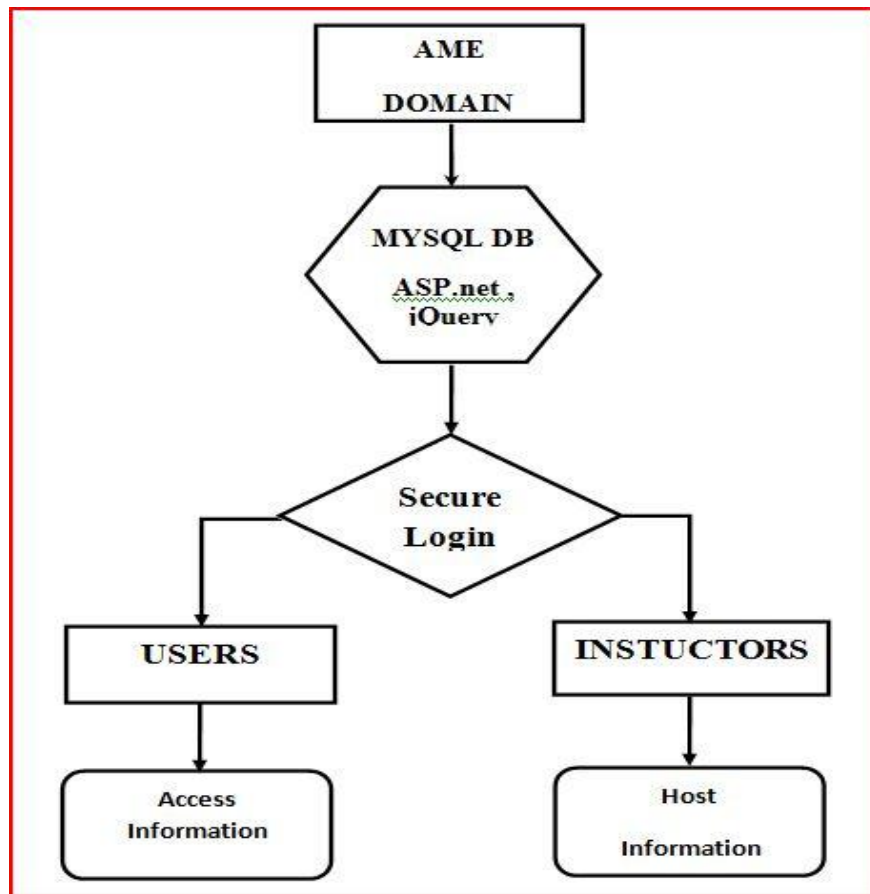 AME
DOMAIN
MYSQL DB
ASP.net ,
jQuery
Secure
Login
USERS
INSTUCTORS
Access
Information
Host
Information